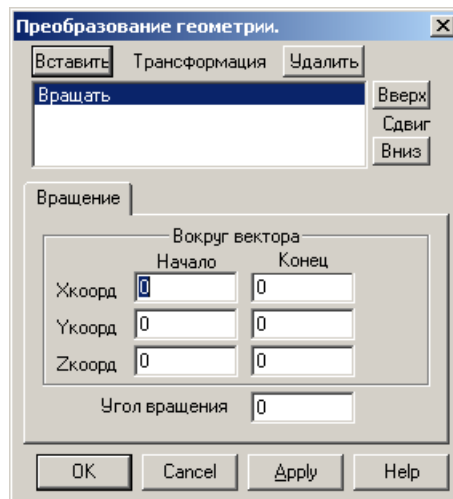 Преобразование геометрии.
Вставить Трансформация Удалить
Вращать
Вверх
Сдвиг
Вниз
Вращение
Вокруг вектора
Начало Конец
Xкоорд 0 0
Yкоорд 0 0
Zкоорд 0 0
Угол вращения 0
OK Cancel Apply Help